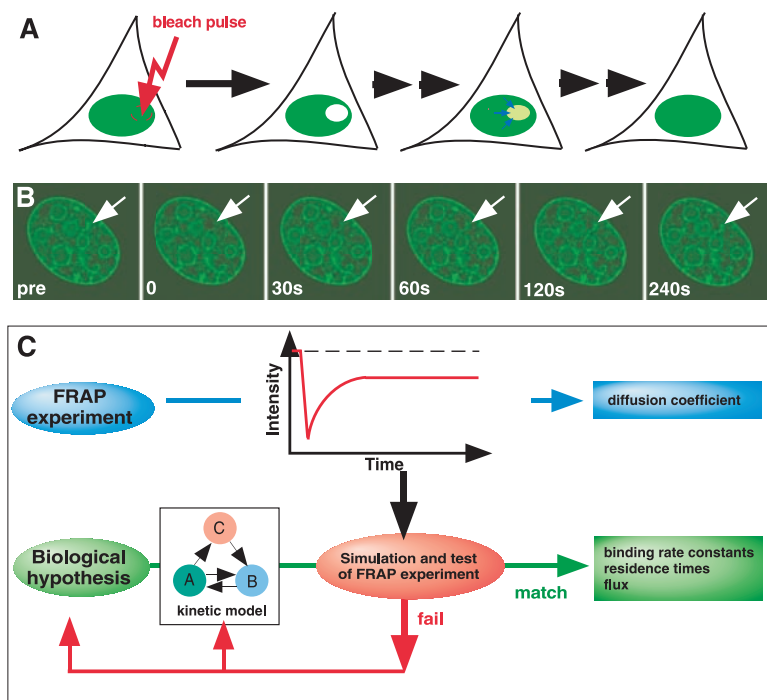 A
bleach pulse
B
pre
0
30s
60s
120s
240s
C
FRAP
experiment
Intensity
Time
diffusion coefficient
Biological
hypothesis
C
A
B
kinetic model
Simulation and test
of FRAP experiment
match
binding rate constants
residence times
flux
fail